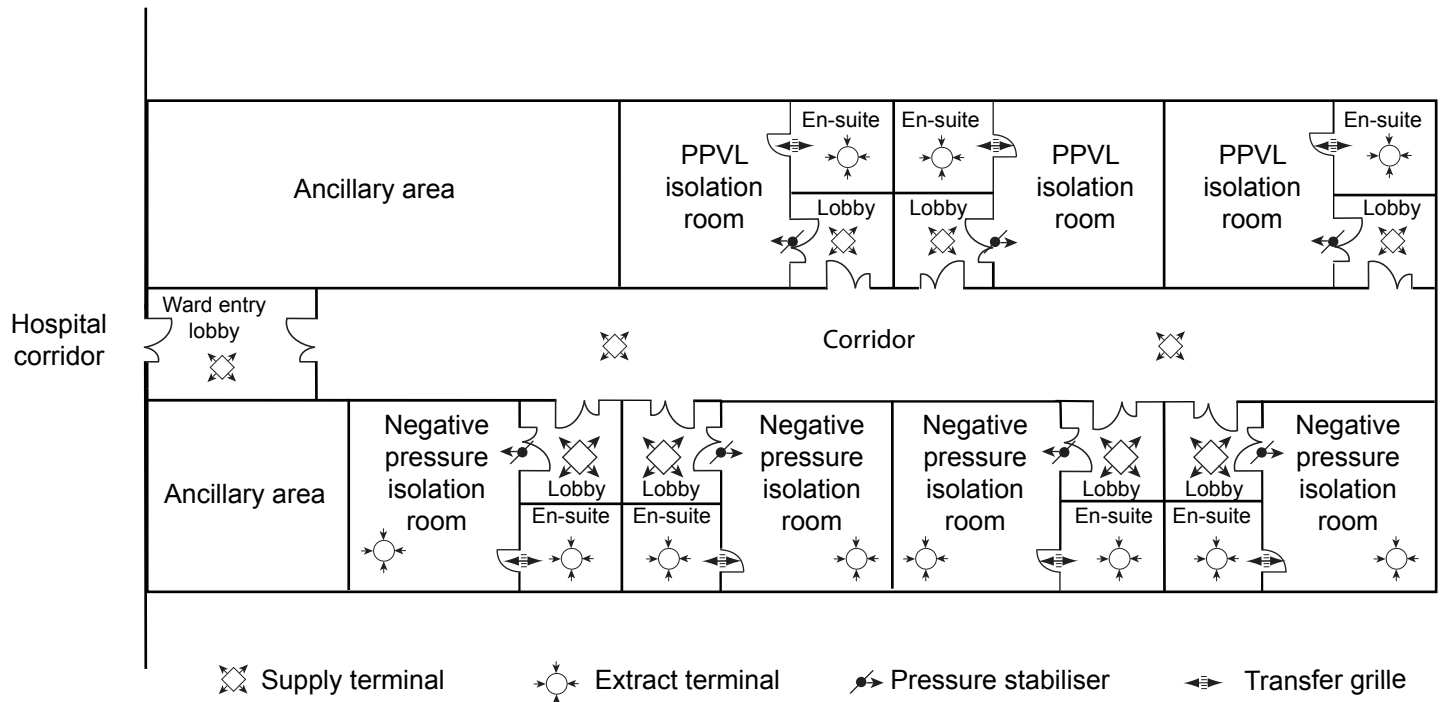 En-suite
En-suite
En-suite
PPVL
isolation
room
PPVL
isolation
room
PPVL
isolation
room
Ancillary area
Lobby
Lobby
Lobby
Ward entry
lobby
Hospital
corridor
Corridor
Negative
pressure
isolation
room
Negative
pressure
isolation
room
Negative
pressure
isolation
room
Negative
pressure
isolation
room
Ancillary area
Lobby
Lobby
Lobby
Lobby
En-suite
En-suite
En-suite
En-suite
Supply terminal
Extract terminal
Pressure stabiliser
Transfer grille